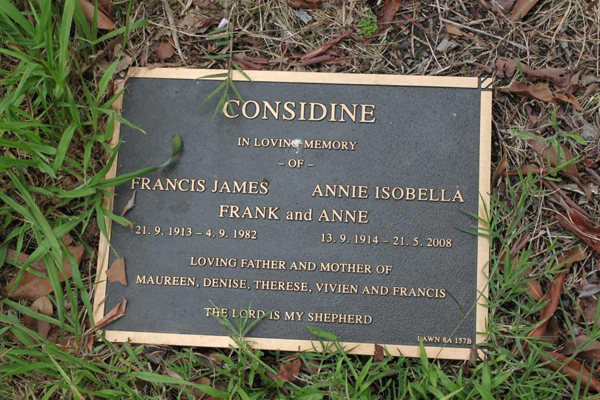 CONSIDINE
IN LOVING MEMORY
– OF –
FRANCIS JAMES ANNIE ISOBELLA
FRANK and ANNE
21. 9. 1913 – 4. 9. 1982 13. 9. 1914 – 21. 5. 2008
LOVING FATHER AND MOTHER OF
MAUREEN, DENISE, THERESE, VIVIEN AND FRANCIS
THE LORD IS MY SHEPHERD
LAWN 8A 157B